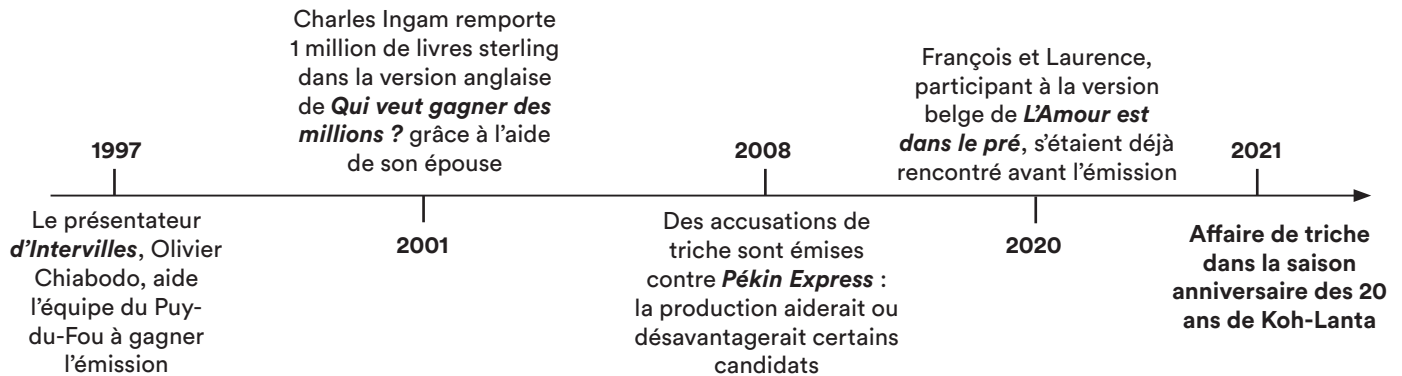 1997
Le présentateur
d'Intervilles, Olivier
Chiabodo, aide
l'équipe du Puy-
du-Fou à gagner
l'émission
Charles Ingam remporte
1 million de livres sterling
dans la version anglaise
de Qui veut gagner des
millions ? grâce à l'aide
de son épouse
2001
2008
Des accusations de
triche sont émises
contre Pékin Express :
la production aiderait ou
désavantagerait certains
candidats
François et Laurence,
participant à la version
belge de L'Amour est
dans le pré, s'étaient déjà
rencontré avant l'émission
2020
2021
Affaire de triche
dans la saison
anniversaire des 20
ans de Koh-Lanta